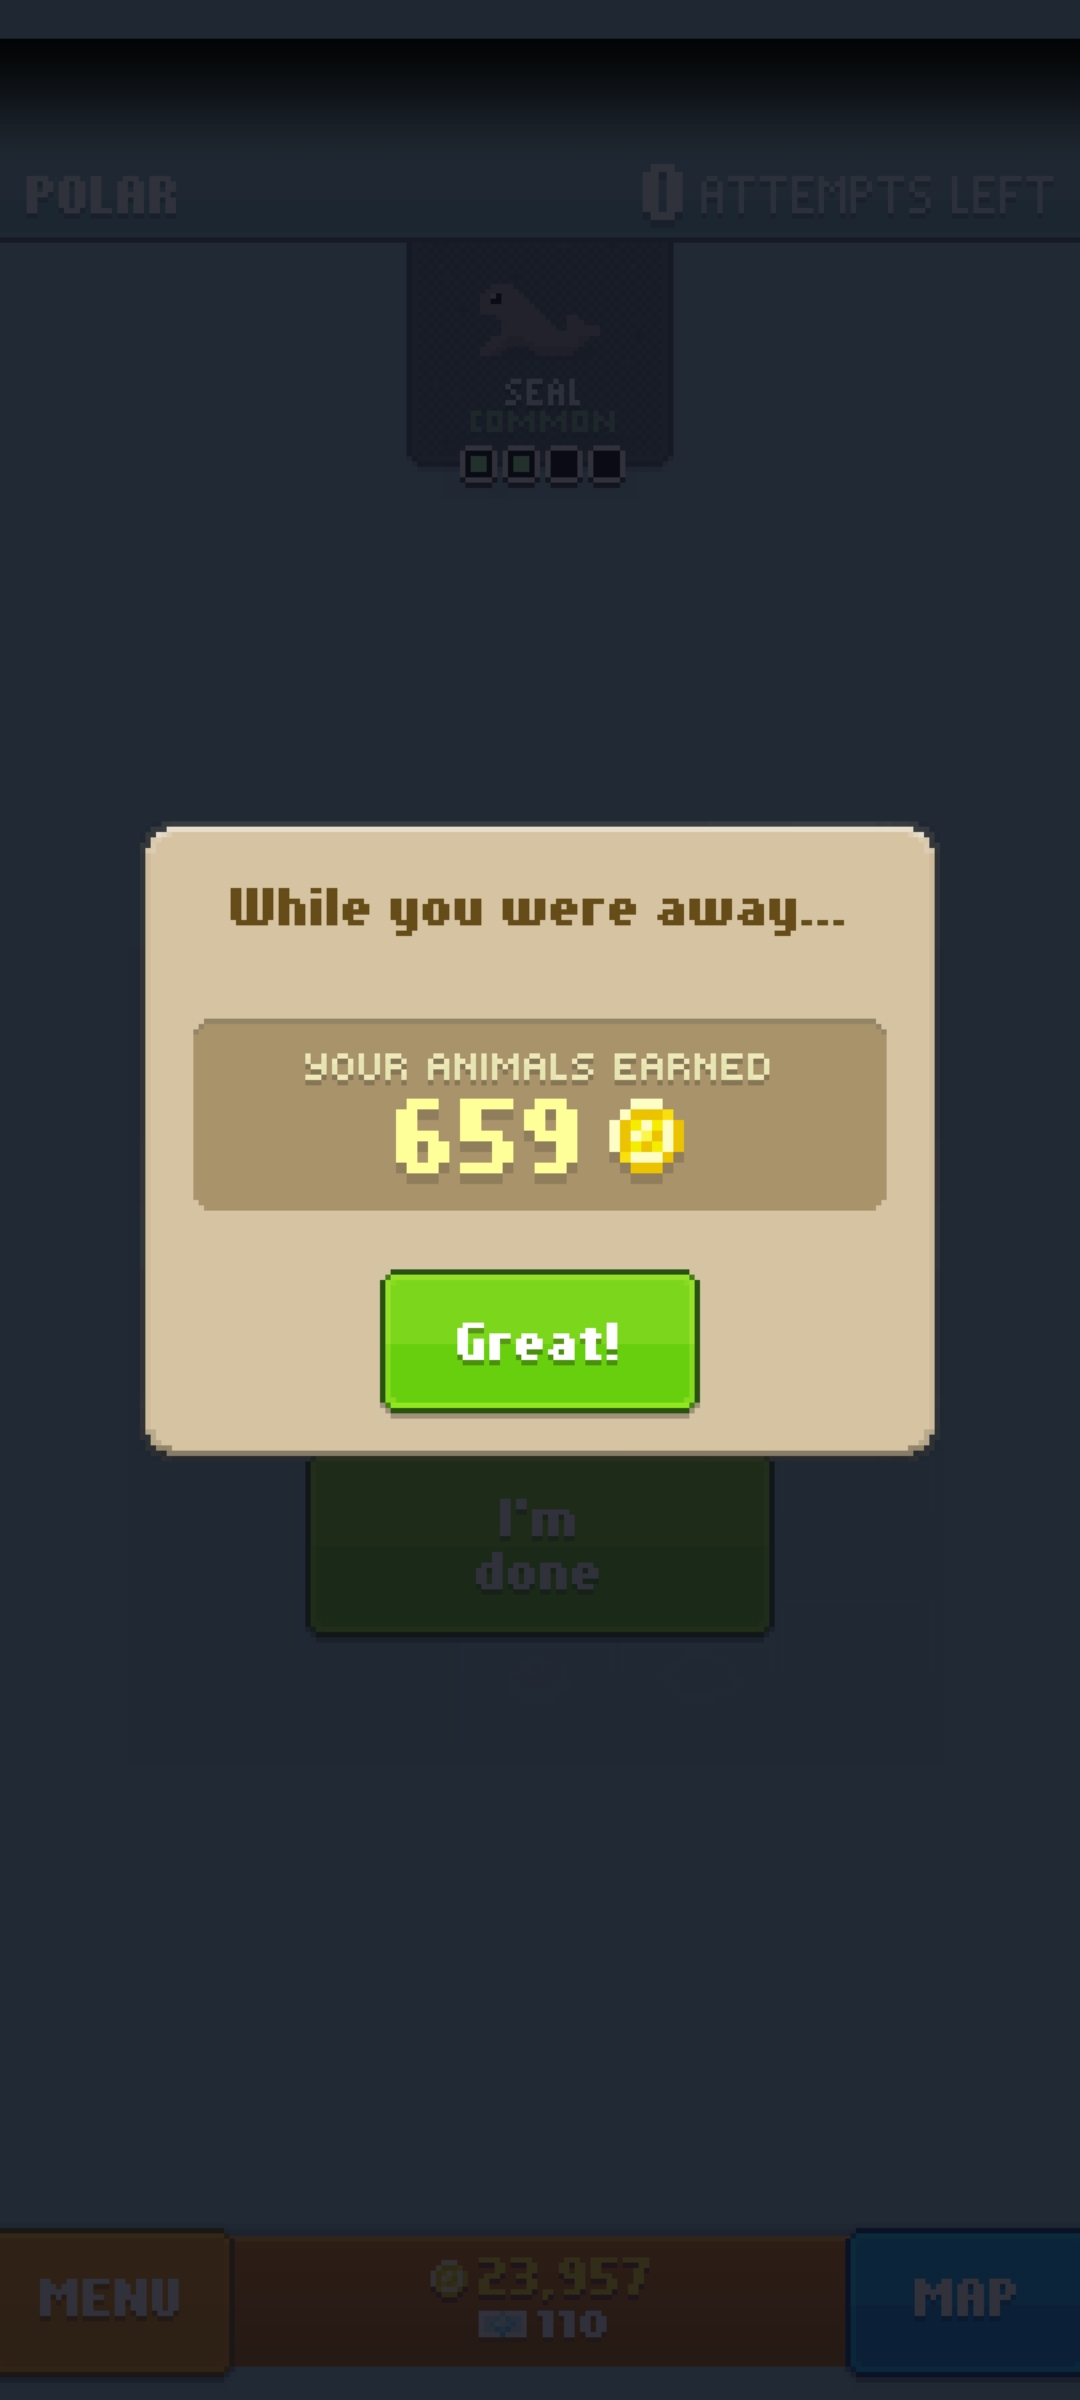 POLAR
0 ATTEMPTS LEFT
SEAL
COMMON
While you were away...
YOUR ANIMALS EARNED
659
Great!
I'm
done
MENU
23,957
110
MAP